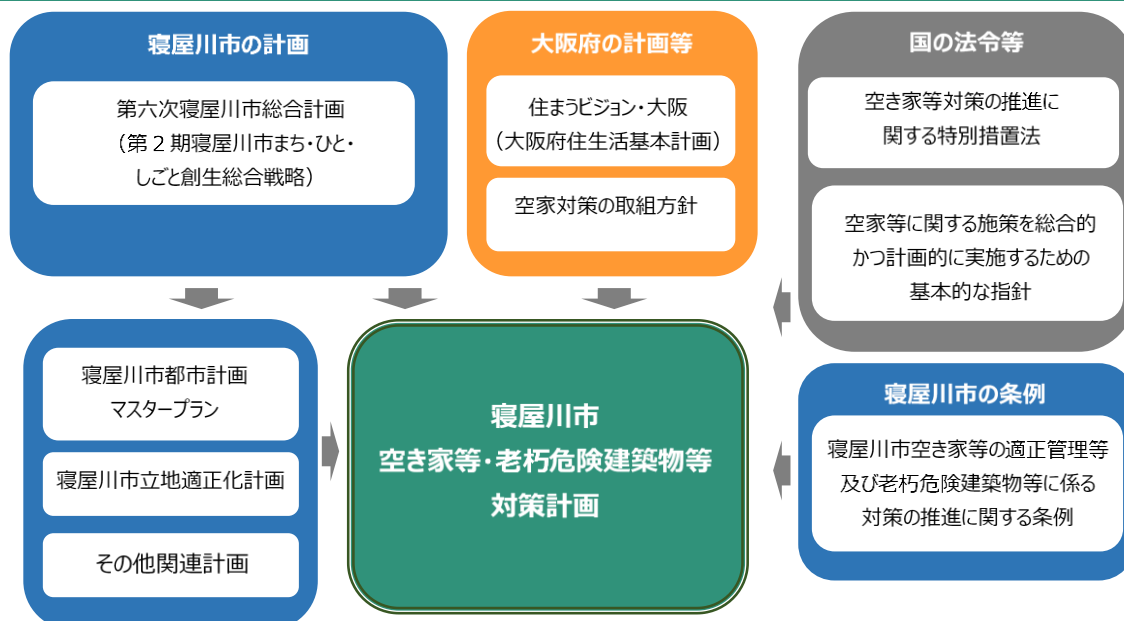 寝屋川市の計画
第六次寝屋川市総合計画
（第２期寝屋川市まち・ひと・
しごと創生総合戦略）
大阪府の計画等
住まうビジョン・大阪
（大阪府住生活基本計画）
空家対策の取組方針
国の法令等
空き家等対策の推進に
関する特別措置法
空家等に関する施策を総合的
かつ計画的に実施するための
基本的な指針
寝屋川市都市計画
マスタープラン
寝屋川市立地適正化計画
その他関連計画
寝屋川市
空き家等・老朽危険建築物等
対策計画
寝屋川市の条例
寝屋川市空き家等の適正管理等
及び老朽危険建築物等に係る
対策の推進に関する条例